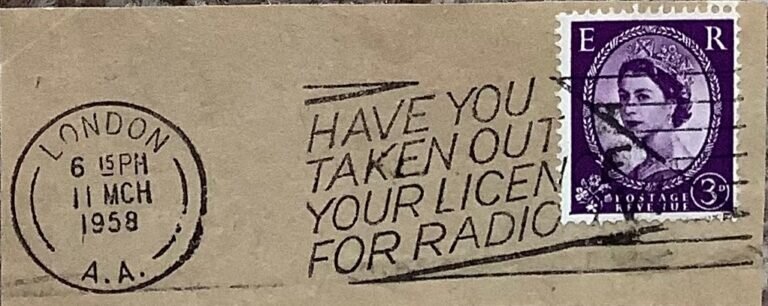 LONDON
6 15 PM
11 MCH
1958
A.A.
HAVE YOU
TAKEN OUT
YOUR LICEN
FOR RADIO
E R
POSTAGE
REVENUE
3D